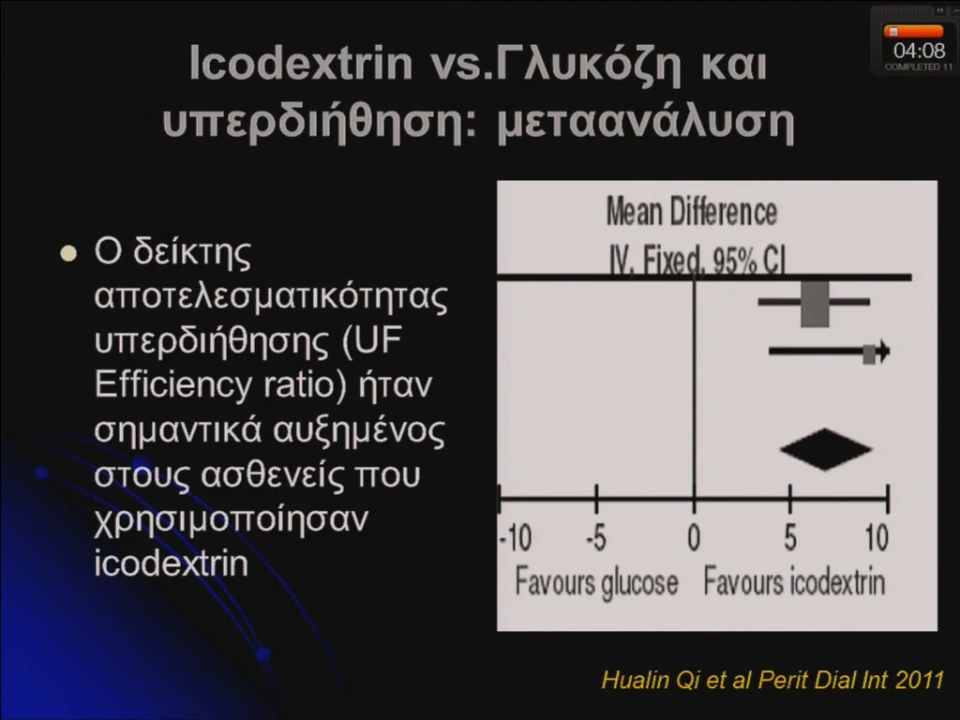 Icodextrin vs.Γλυκόζη και
υπερδιήθηση: μετаανάλυση
04:08
COMPLETED 11
Ο δείκτης
αποτελεσματικότητας
υπερδιήθησης (UF
Efficiency ratio) ήταν
σημαντικά αυξημένος
στους ασθενείς που
χρησιμοποίησαν
icodextrin
Mean Difference
IV, Fixed, 95% CI
-10 -5 0 5 10
Favours glucose Favours icodextrin
Hualin Qi et al Perit Dial Int 2011